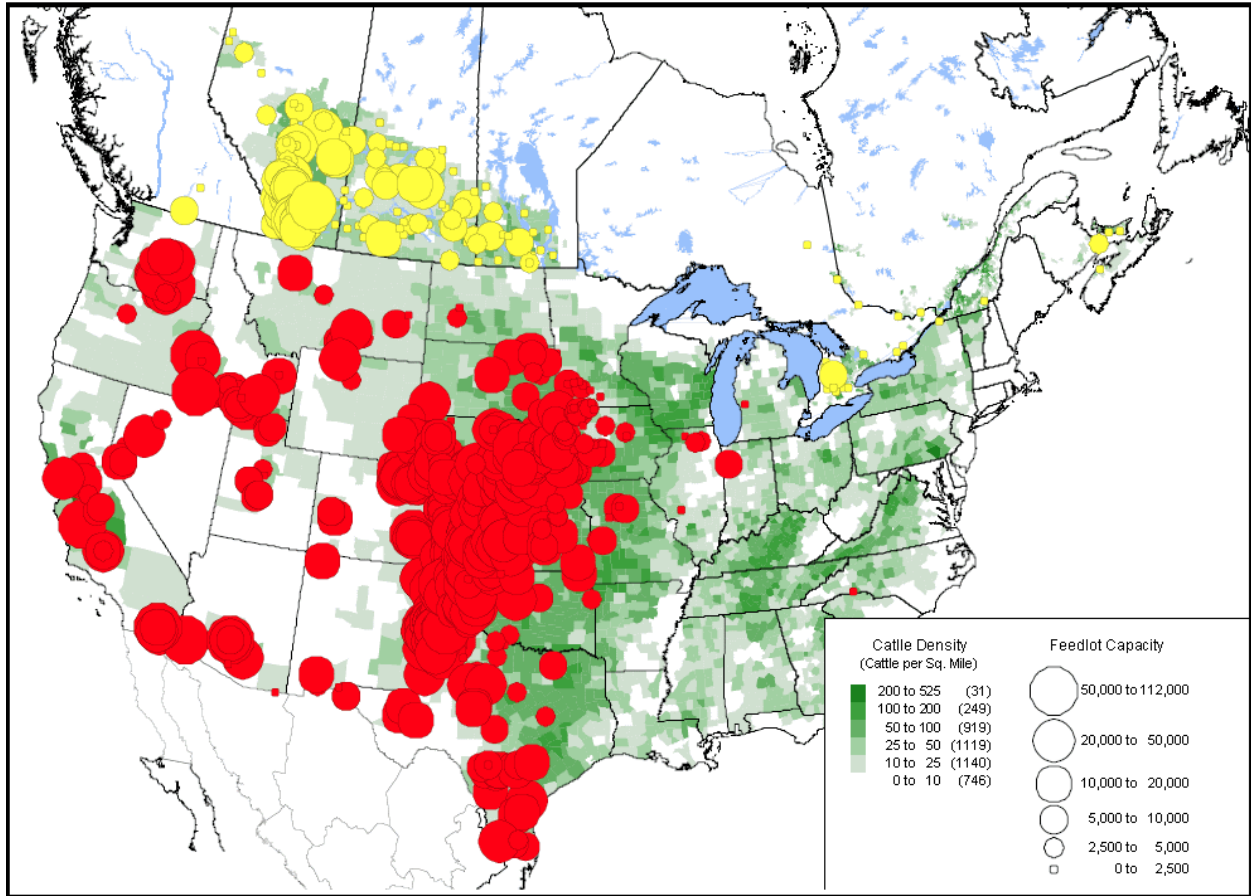 Catlle Density
(Cattle per Sq. Mile)
200 to 525 (31)
100 to 200 (249)
50 to 100 (919)
25 to 50 (1119)
10 to 25 (1140)
0 to 10 (746)
Feedlot Capacity
50,000 to 112,000
20,000 to 50,000
10,000 to 20,000
5,000 to 10,000
2,500 to 5,000
0 to 2,500